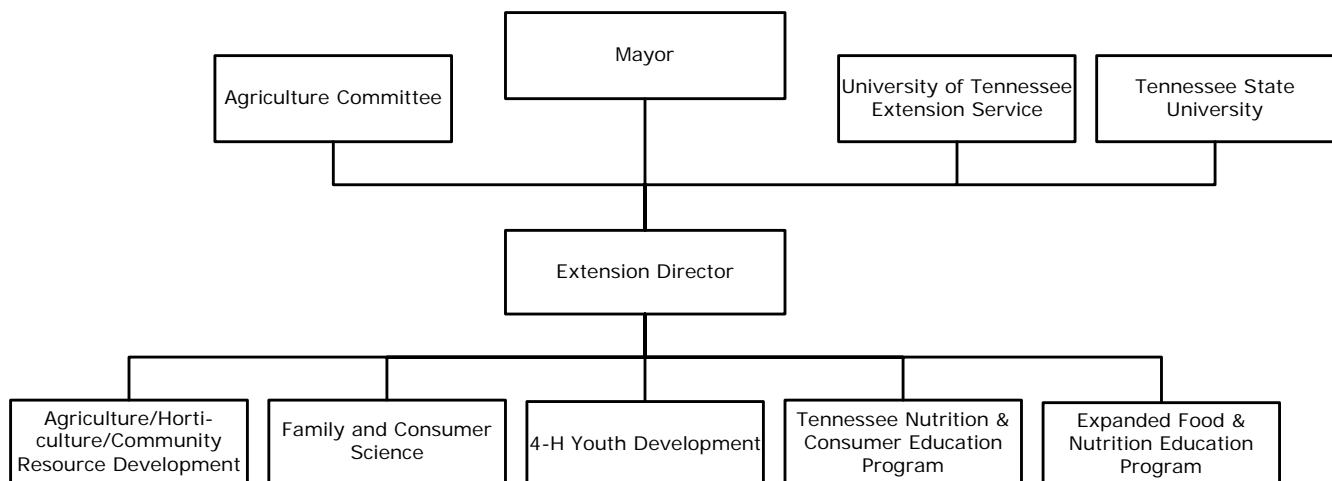 Mayor
Agriculture Committee
University of Tennessee
Extension Service
Tennessee State
University
Extension Director
Agriculture/Horti-
culture/Community
Resource Development
Family and Consumer
Science
4-H Youth Development
Tennessee Nutrition &
Consumer Education
Program
Expanded Food &
Nutrition Education
Program